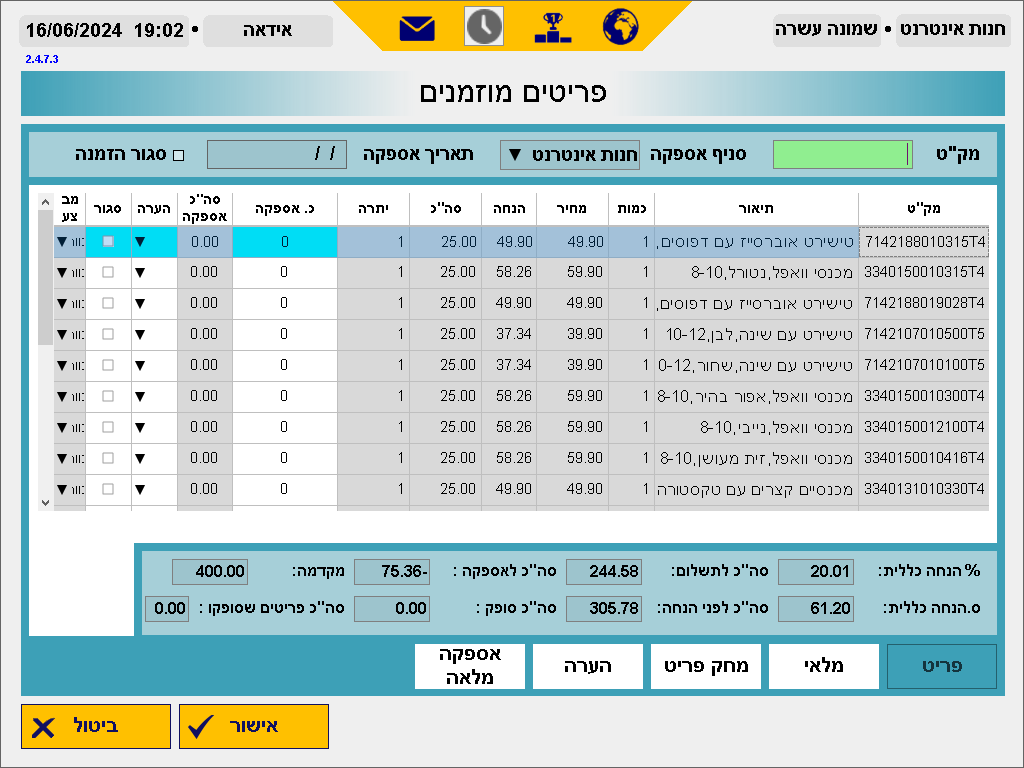 חנות אינטרנט • שמונה עשרה
אידאה • 16/06/2024 19:02
2.4.7.3
פריטים מוזמנים
מק"ט סניף אספקה חנות אינטרנט ▼ תאריך אספקה / / סגור הזמנה
מק"ט תיאור כמות מחיר הנחה סה"כ יתרה כ. אספקה סה"כ אספקה הערה סגור מב צע
7142188010315T4 טישירט אוברסייז עם דפוסים, 1 49.90 49.90 25.00 1 0 0.00 ▼ ▼
3340150010315T4 מכנסי וואפל,נטורל,8-10 1 59.90 58.26 25.00 1 0 0.00 ▼ ▼
7142188019028T4 טישירט אוברסייז עם דפוסים, 1 49.90 49.90 25.00 1 0 0.00 ▼ ▼
7142107010500T5 טישירט עם שינה,לבן,10-12 1 39.90 37.34 25.00 1 0 0.00 ▼ ▼
7142107010100T5 טישירט עם שינה,שחור,0-12 1 39.90 37.34 25.00 1 0 0.00 ▼ ▼
3340150010300T4 מכנסי וואפל,אפור בהיר,8-10 1 59.90 58.26 25.00 1 0 0.00 ▼ ▼
3340150012100T4 מכנסי וואפל,נייבי,8-10 1 59.90 58.26 25.00 1 0 0.00 ▼ ▼
3340150010416T4 מכנסי וואפל,זית מעושן,8-10 1 59.90 58.26 25.00 1 0 0.00 ▼ ▼
3340131010330T4 מכנסיים קצרים עם טקסטורה 1 49.90 49.90 25.00 1 0 0.00 ▼ ▼
% הנחה כללית: 20.01 סה"כ לתשלום: 244.58 סה"כ לאספקה : 75.36- מקדמה: 400.00
ס.הנחה כללית: 61.20 סה"כ לפני הנחה: 305.78 סה"כ סופק : 0.00 סה"כ פריטים שסופקו : 0.00
פריט מלאי מחק פריט הערה אספקה מלאה
אישור ביטול